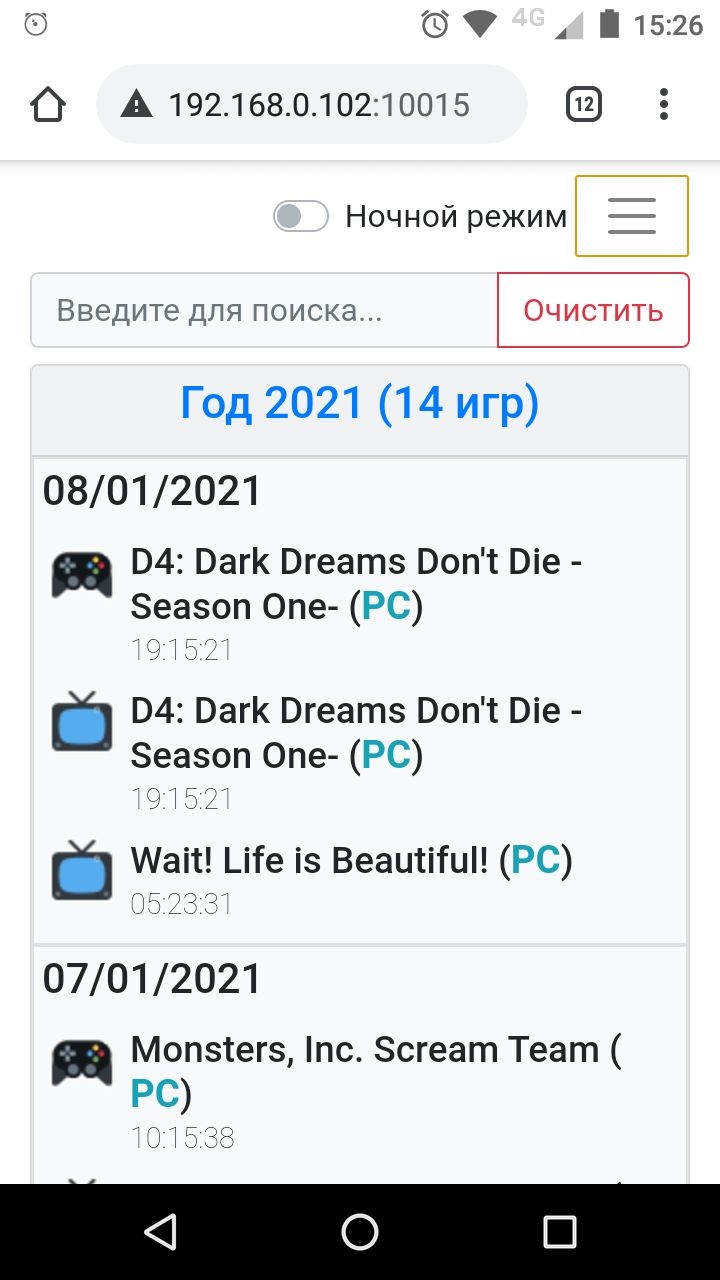 4G 15:26
192.168.0.102:10015
12
Ночной режим
Введите для поиска...
Очистить
Год 2021 (14 игр)
08/01/2021
D4: Dark Dreams Don't Die -
Season One- (PC)
19:15:21
D4: Dark Dreams Don't Die -
Season One- (PC)
19:15:21
Wait! Life is Beautiful! (PC)
05:23:31
07/01/2021
Monsters, Inc. Scream Team (
PC)
10:15:38